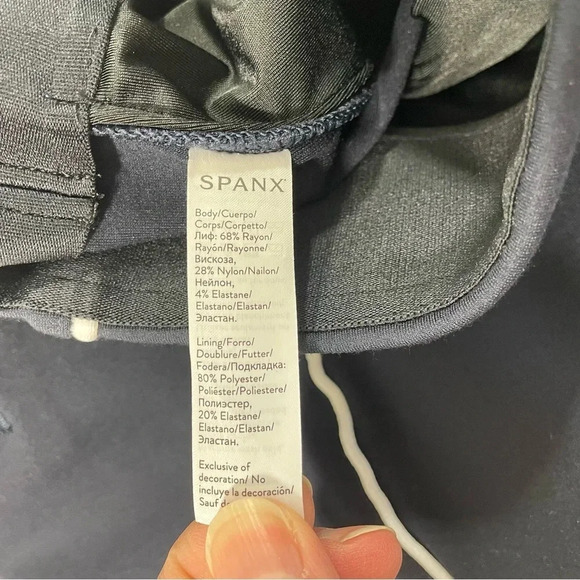 SPANX
Body/Cuerpo/
Corps/Corpetto/
Лиф: 68% Rayon/
Rayón/Rayonne/
Вискоза,
28% Nylon/Nailon/
Нейлон,
4% Elastane/
Elastano/Elastan/
Эластан.
Lining/Forro/
Doublure/Futter/
Fodera/Подкладка:
80% Polyester/
Poliéster/Poliestere/
Полиэстер,
20% Elastane/
Elastano/Elastan/
Эластан.
Exclusive of
decoration/ No
incluye la decoración/
Sauf